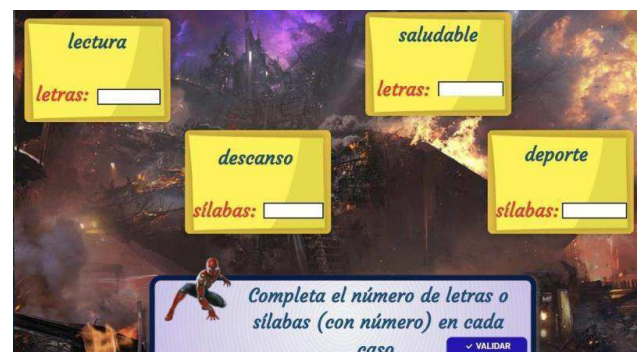 lectura
letras:
saludable
letras:
descanso
sílabas:
deporte
sílabas:
Completa el número de letras o
sílabas (con número) en cada
caso
✓ VALIDAR